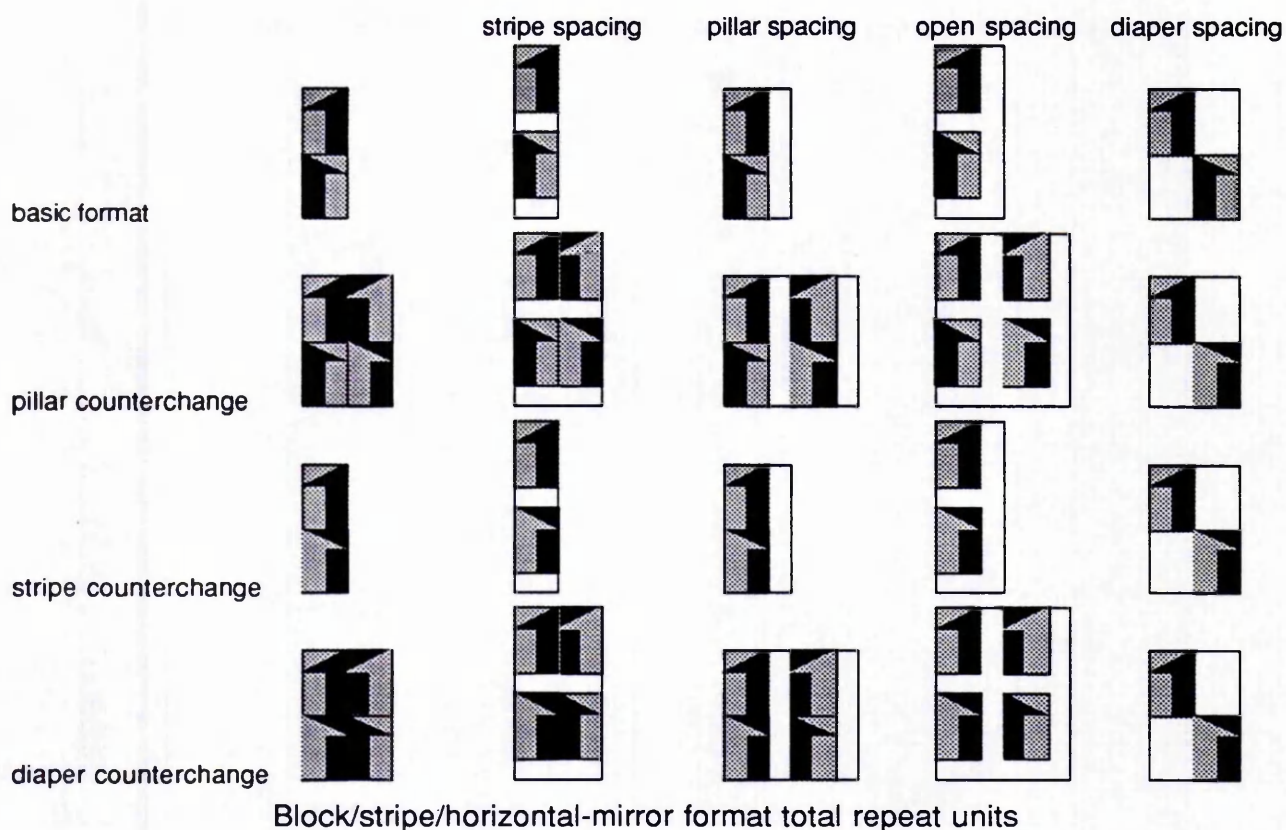 stripe spacing pillar spacing open spacing diaper spacing
basic format
pillar counterchange
stripe counterchange
diaper counterchange
Block/stripe/horizontal-mirror format total repeat units